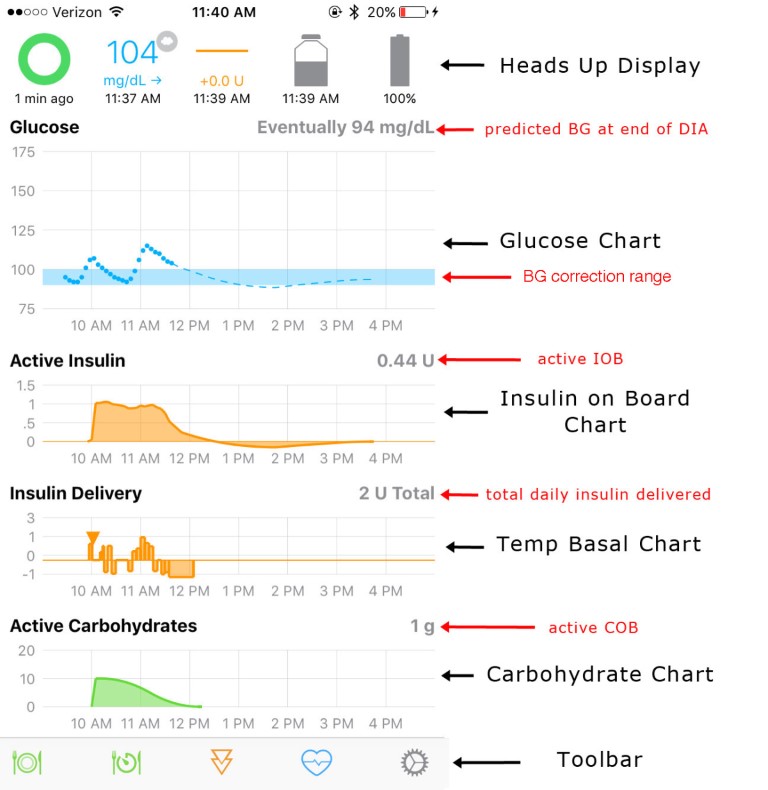 Verizon 11:40 AM 20%
104
mg/dL → +0.0 U
1 min ago 11:37 AM 11:39 AM 11:39 AM 100%
Heads Up Display
Glucose Eventually 94 mg/dL
predicted BG at end of DIA
175
150
125
100
75
10 AM 11 AM 12 PM 1 PM 2 PM 3 PM 4 PM
Glucose Chart
BG correction range
Active Insulin 0.44 U
active IOB
1.5
1
.5
0
10 AM 11 AM 12 PM 1 PM 2 PM 3 PM 4 PM
Insulin on Board
Chart
Insulin Delivery 2 U Total
total daily insulin delivered
3
1
0
-1
10 AM 11 AM 12 PM 1 PM 2 PM 3 PM 4 PM
Temp Basal Chart
Active Carbohydrates 1 g
active COB
20
10
0
10 AM 11 AM 12 PM 1 PM 2 PM 3 PM 4 PM
Carbohydrate Chart
Toolbar